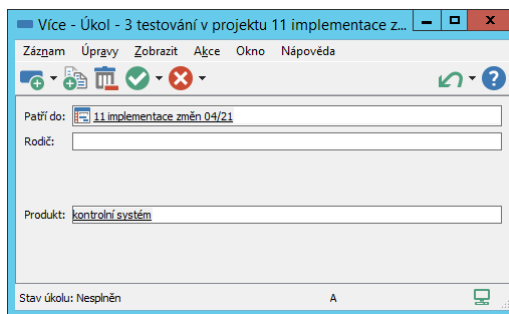 Více - Úkol - 3 testování v projektu 11 implementace z...
Záznam Úpravy Zobrazit Akce Okno Nápověda
Patří do: 11 implementace změn 04/21
Rodič:
Produkt: kontrolní systém
Stav úkolu: Nesplněn A